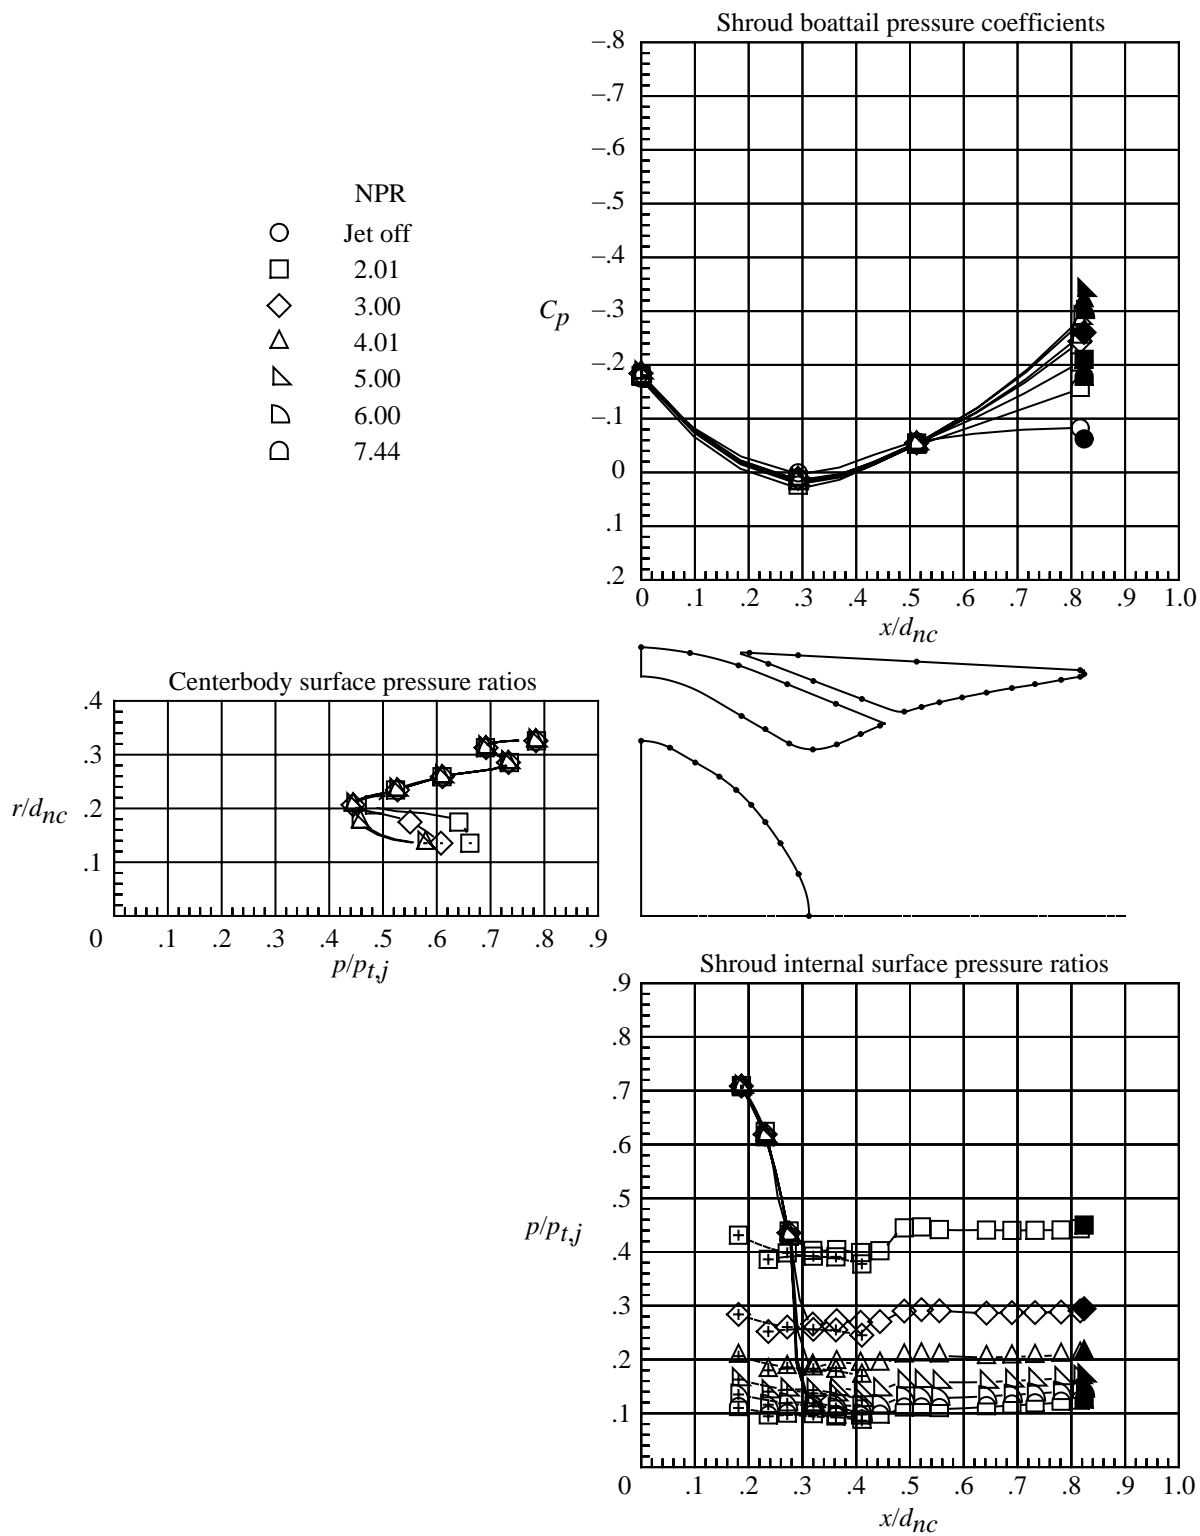 Shroud boattail pressure coefficients
–.8
–.7
–.6
–.5
–.4
–.3
–.2
–.1
0
.1
.2
C_p
0 .1 .2 .3 .4 .5 .6 .7 .8 .9 1.0
x/d_nc
NPR
Jet off
2.01
3.00
4.01
5.00
6.00
7.44
Centerbody surface pressure ratios
.4
.3
.2
.1
r/d_nc
0 .1 .2 .3 .4 .5 .6 .7 .8 .9
p/p_t,j
Shroud internal surface pressure ratios
.9
.8
.7
.6
.5
.4
.3
.2
.1
p/p_t,j
0 .1 .2 .3 .4 .5 .6 .7 .8 .9 1.0
x/d_nc